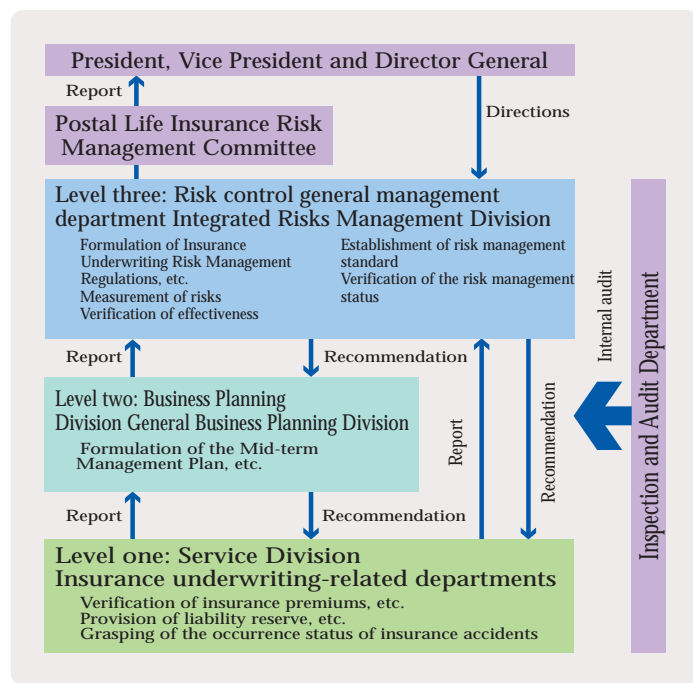 President, Vice President and Director General
Report
Directions
Postal Life Insurance Risk
Management Committee
Level three: Risk control general management
department Integrated Risks Management Division
Formulation of Insurance
Underwriting Risk Management
Regulations, etc.
Measurement of risks
Verification of effectiveness
Establishment of risk management
standard
Verification of the risk management
status
Report
Recommendation
Level two: Business Planning
Division General Business Planning Division
Formulation of the Mid-term
Management Plan, etc.
Report
Recommendation
Report
Recommendation
Level one: Service Division
Insurance underwriting-related departments
Verification of insurance premiums, etc.
Provision of liability reserve, etc.
Grasping of the occurrence status of insurance accidents
Internal audit
Inspection and Audit Department